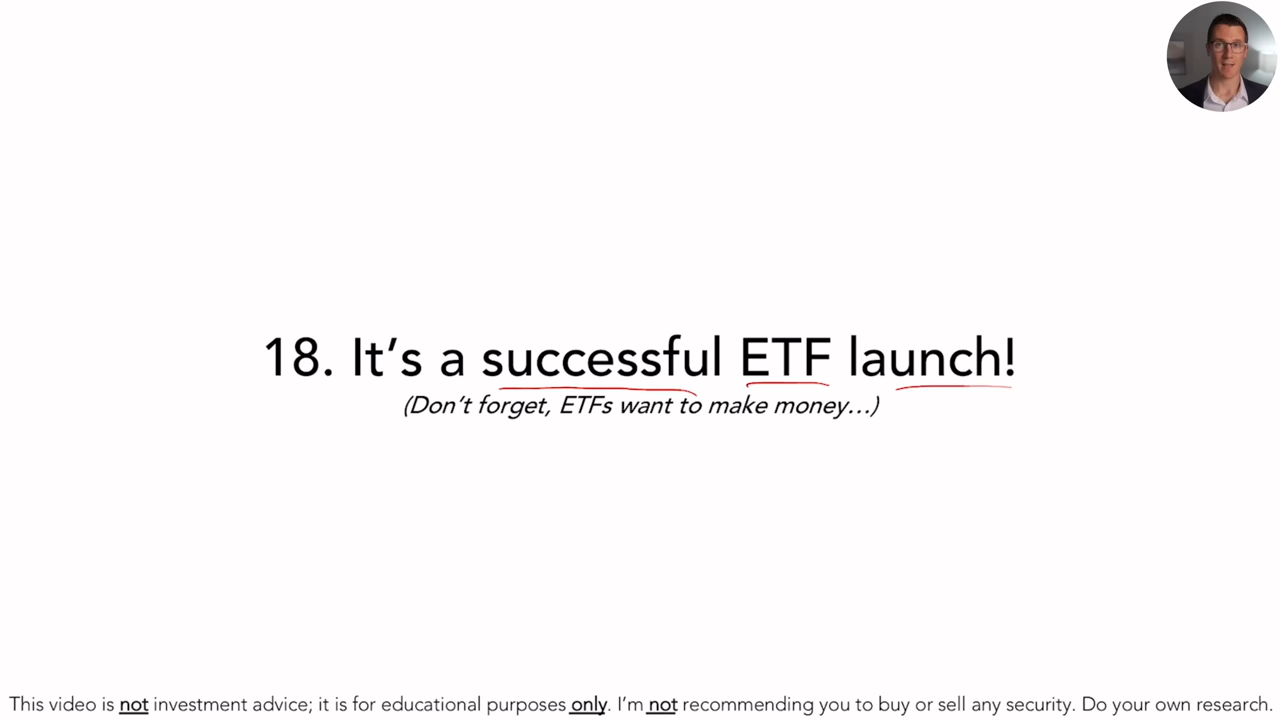 18. It’s a successful ETF launch!
(Don’t forget, ETFs want to make money…)
This video is not investment advice; it is for educational purposes only. I’m not recommending you to buy or sell any security. Do your own research.